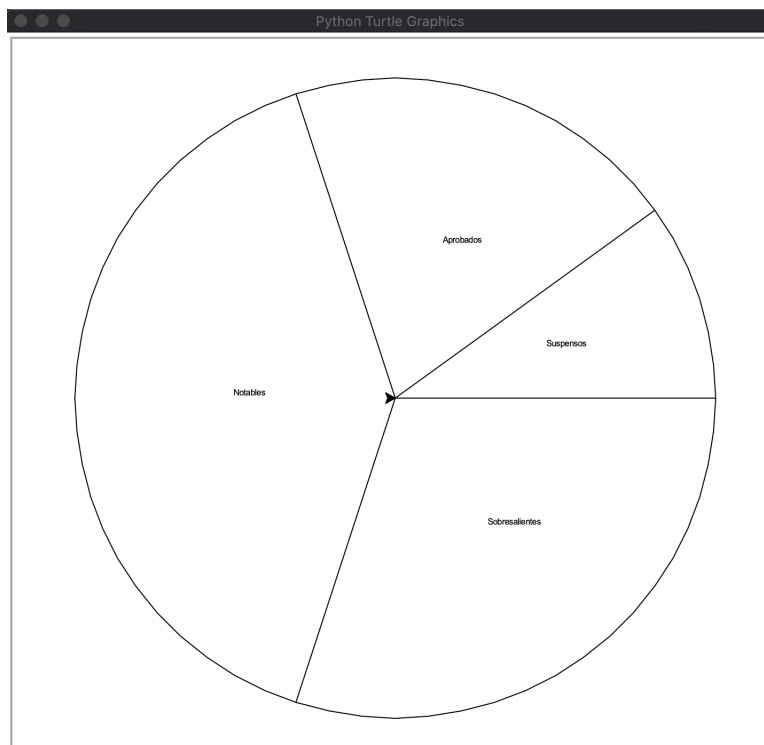 Python Turtle Graphics
Aprobados
Suspensos
Notables
Sobresalientes